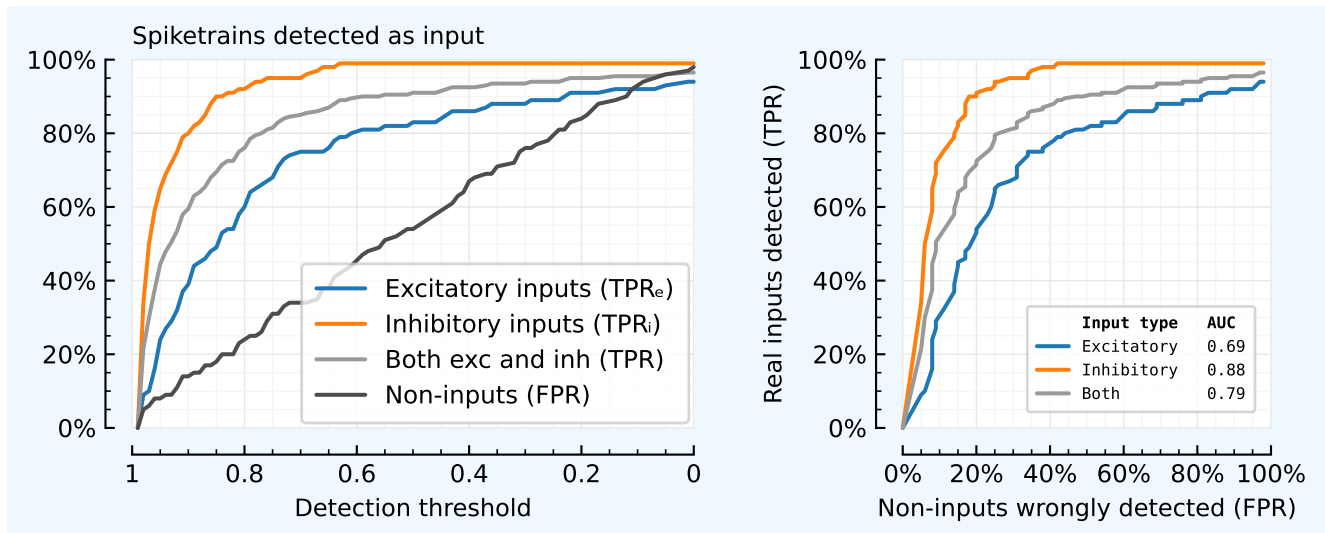 Spiketrains detected as input
100%
80%
60%
40%
20%
0%
Excitatory inputs (TPRₑ)
Inhibitory inputs (TPRᵢ)
Both exc and inh (TPR)
Non-inputs (FPR)
1 0.8 0.6 0.4 0.2 0
Detection threshold
Real inputs detected (TPR)
100%
80%
60%
40%
20%
0%
Input type AUC
Excitatory 0.69
Inhibitory 0.88
Both 0.79
0% 20% 40% 60% 80% 100%
Non-inputs wrongly detected (FPR)